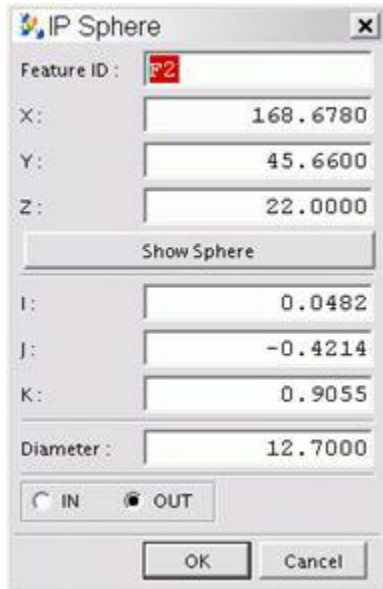 IP Sphere
Feature ID : F2
X : 168.6780
Y : 45.6600
Z : 22.0000
Show Sphere
I : 0.0482
J : -0.4214
K : 0.9055
Diameter : 12.7000
IN OUT
OK Cancel